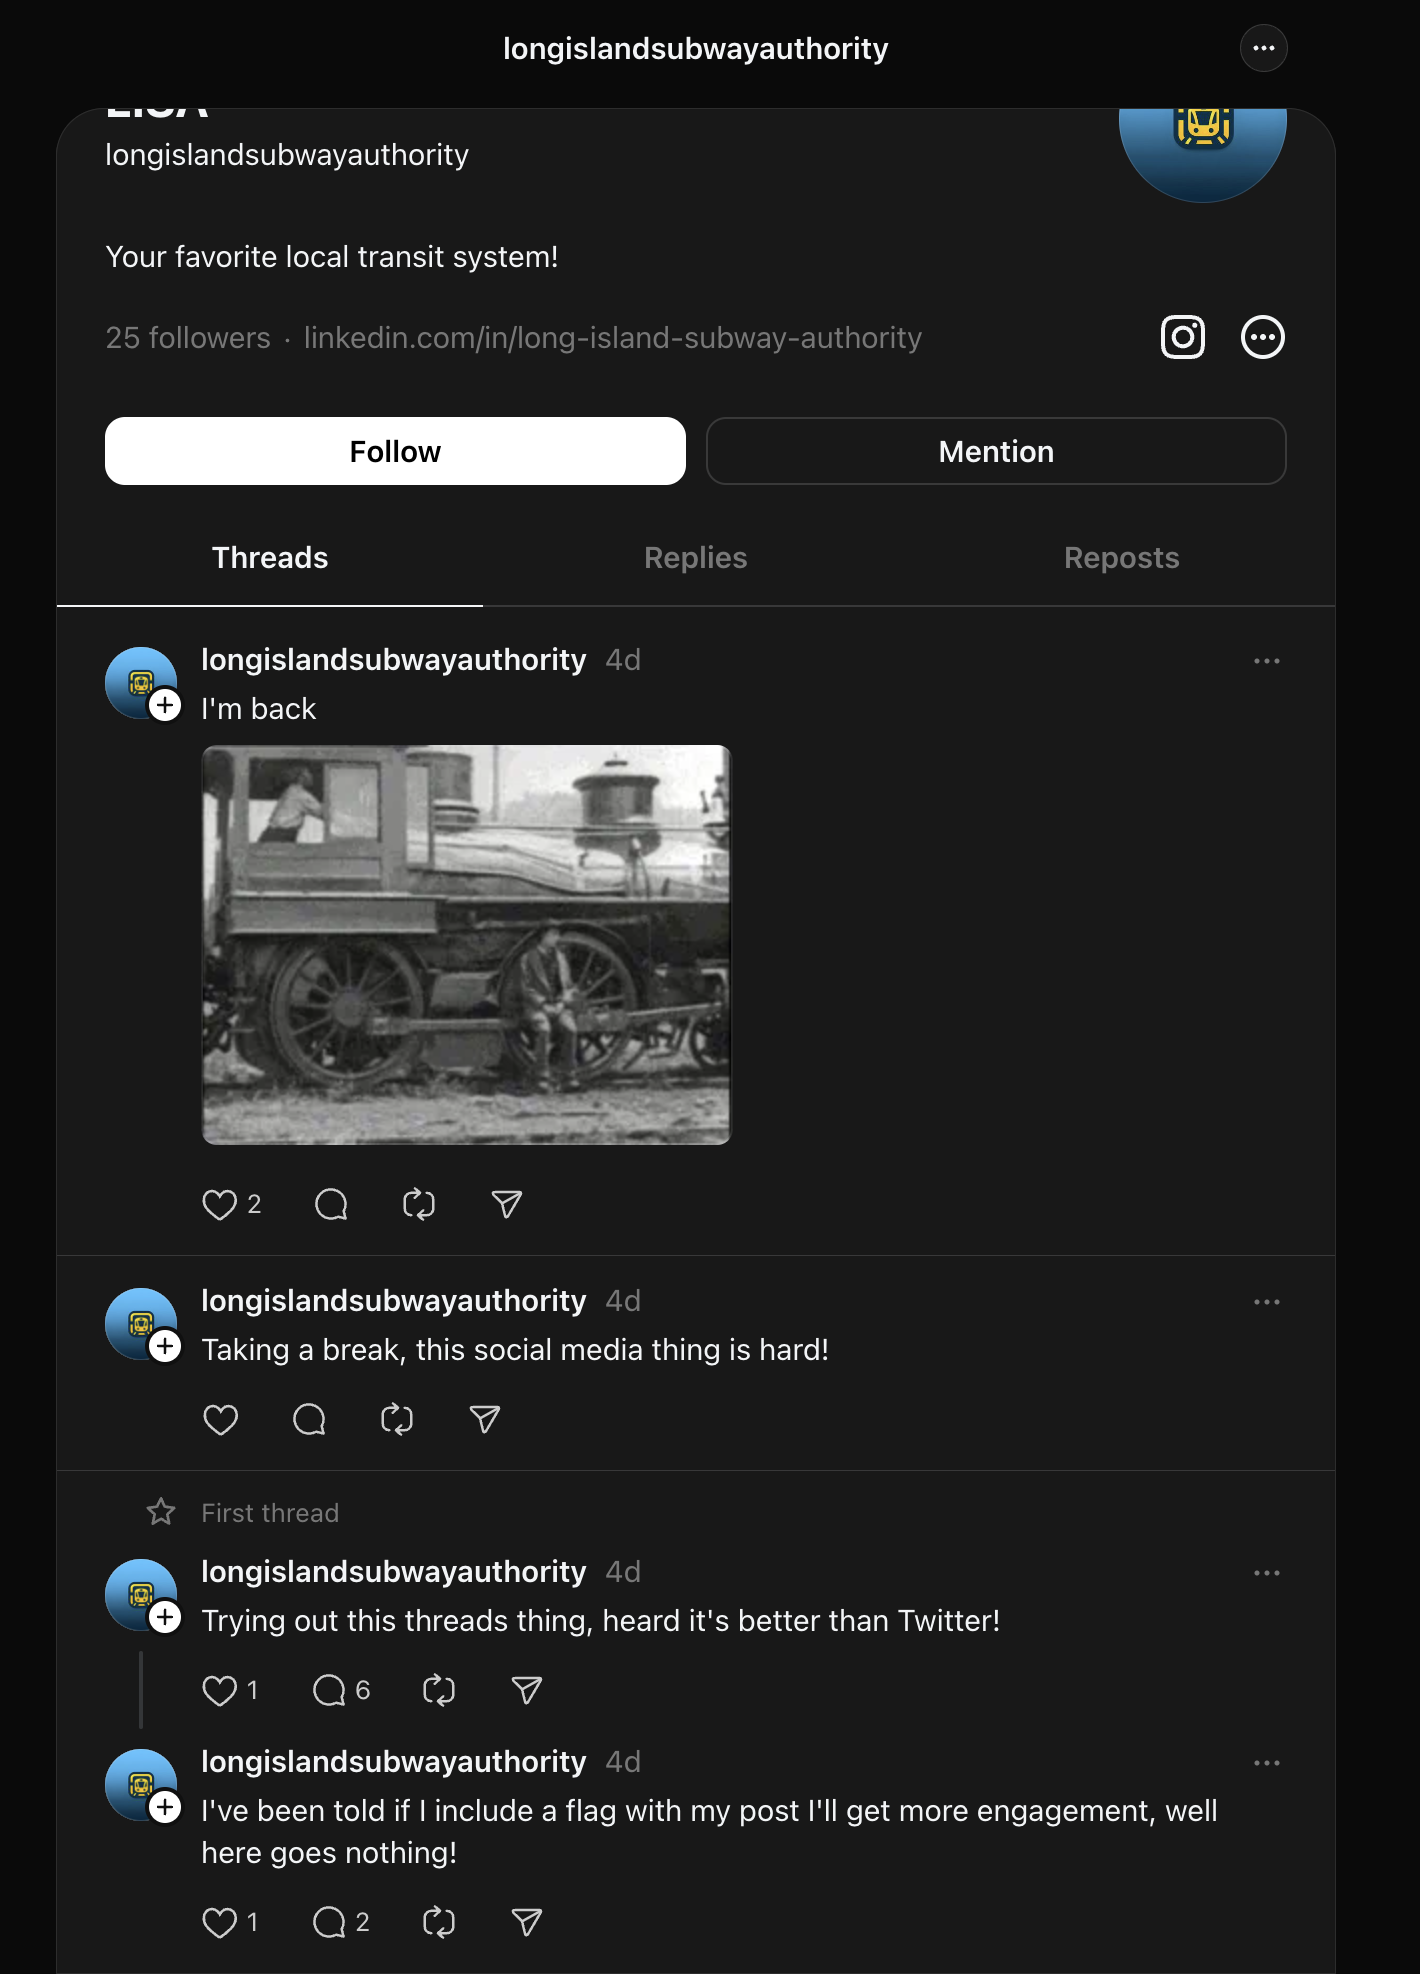 longislandsubwayauthority
LISA
longislandsubwayauthority
Your favorite local transit system!
25 followers · linkedin.com/in/long-island-subway-authority
Follow
Mention
Threads
Replies
Reposts
longislandsubwayauthority 4d
I'm back
2
longislandsubwayauthority 4d
Taking a break, this social media thing is hard!
First thread
longislandsubwayauthority 4d
Trying out this threads thing, heard it's better than Twitter!
1 6
longislandsubwayauthority 4d
I've been told if I include a flag with my post I'll get more engagement, well
here goes nothing!
1 2